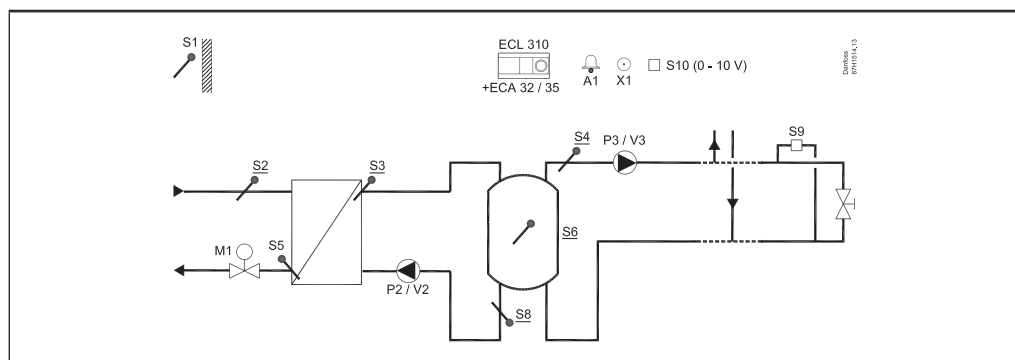 S1
ECL 310
+ECA 32 / 35
A1
X1
S10 (0 - 10 V)
Danfoss
87H1514.13
S2
S3
S4
P3 / V3
S9
M1
S5
S6
P2 / V2
S8